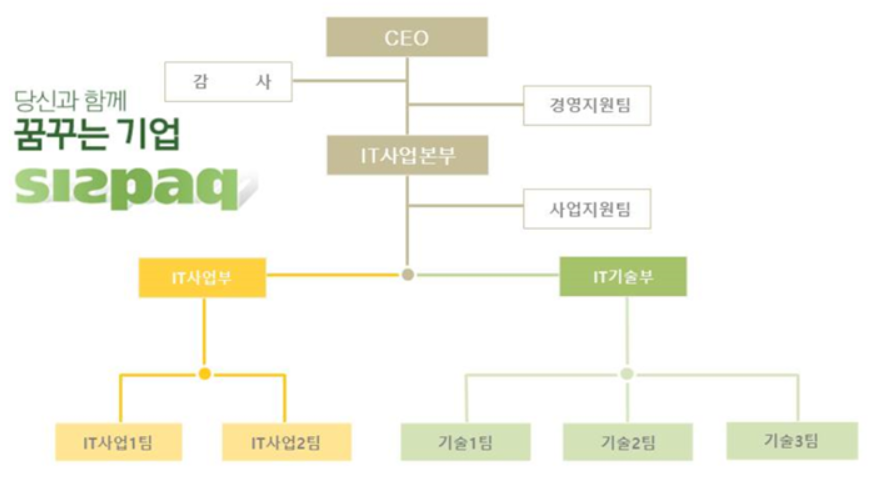 CEO
감 사
경영지원팀
당신과 함께
꿈꾸는 기업
sispaq
IT사업본부
사업지원팀
IT사업부
IT기술부
IT사업1팀
IT사업2팀
기술1팀
기술2팀
기술3팀